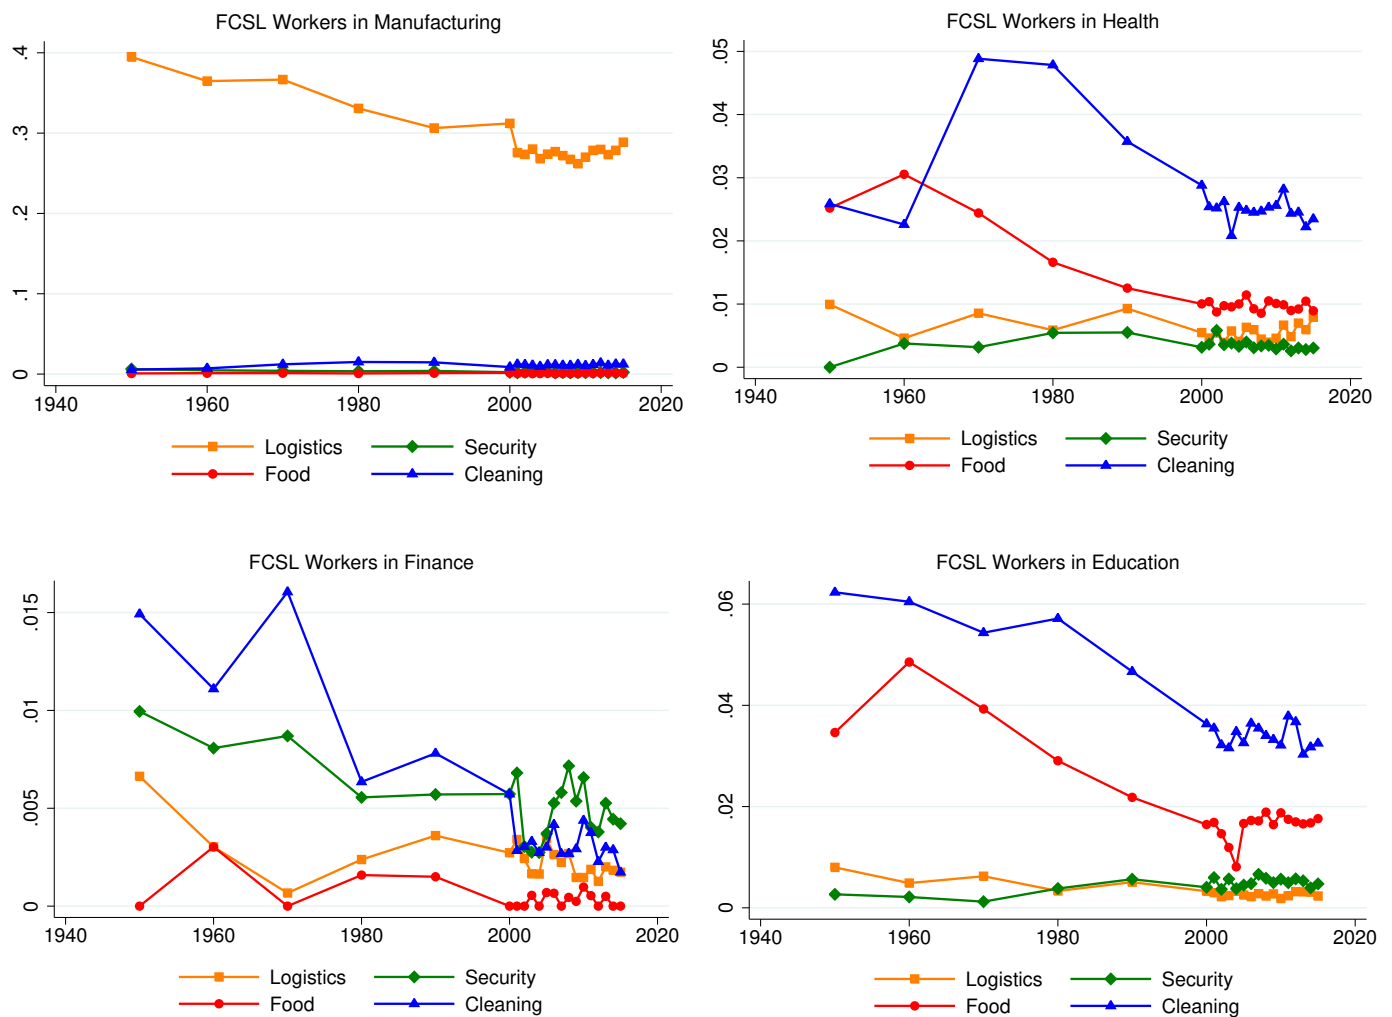 FCSL Workers in Manufacturing
.4
.3
.2
.1
0
1940 1960 1980 2000 2020
Logistics Security
Food Cleaning
FCSL Workers in Health
.05
.04
.03
.02
.01
0
1940 1960 1980 2000 2020
Logistics Security
Food Cleaning
FCSL Workers in Finance
.015
.01
.005
0
1940 1960 1980 2000 2020
Logistics Security
Food Cleaning
FCSL Workers in Education
.06
.04
.02
0
1940 1960 1980 2000 2020
Logistics Security
Food Cleaning